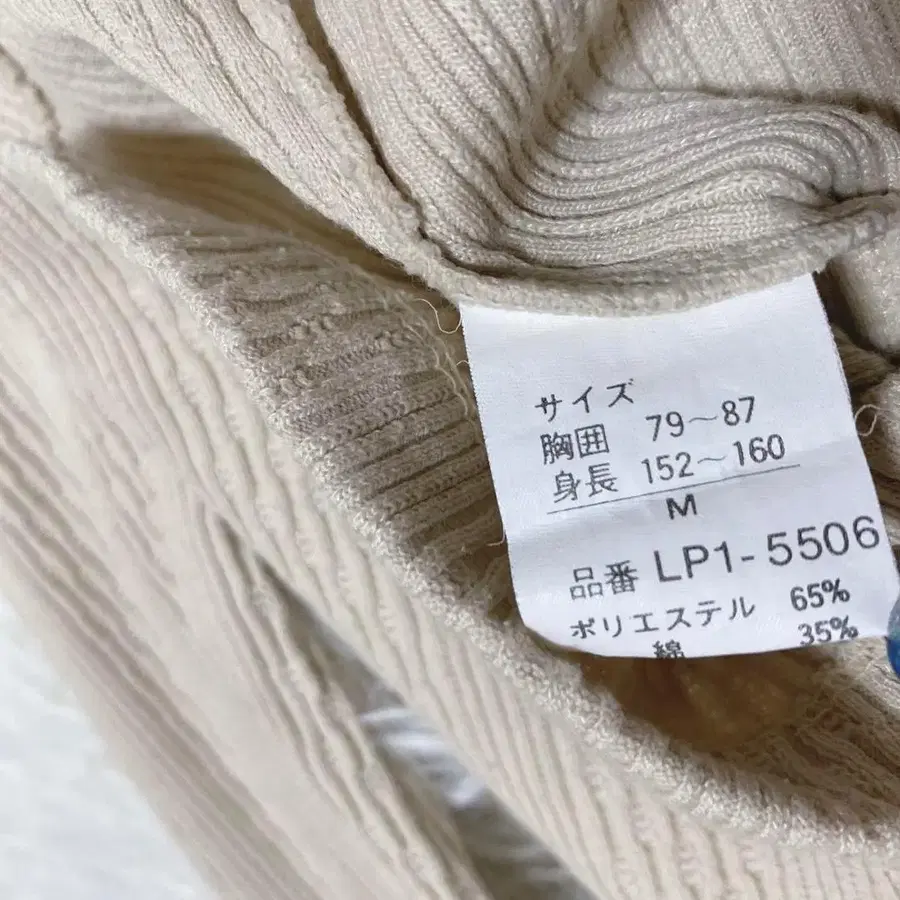 サイズ
胸囲 79〜87
身長 152〜160
M
品番 LP1-5506
ポリエステル 65%
綿 35%